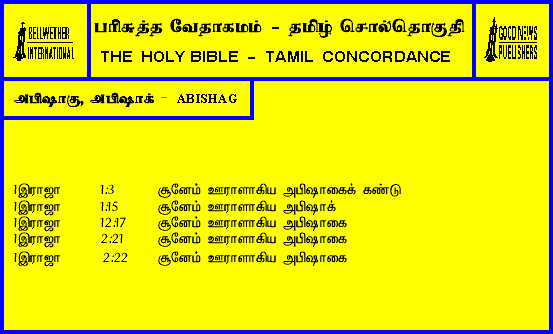 BELLWETHER
INTERNATIONAL
பரிசுத்த வேதாகமம் - தமிழ் சொல்தொகுதி
THE HOLY BIBLE - TAMIL CONCORDANCE
GOOD NEWS
PUBLISHERS
அபிஷாகு, அபிஷாக் - ABISHAG
1இராஜா 1:3 சூனேம் ஊராளாகிய அபிஷாகைக் கண்டு
1இராஜா 1:15 சூனேம் ஊராளாகிய அபிஷாக்
1இராஜா 12:17 சூனேம் ஊராளாகிய அபிஷாகை
1இராஜா 2:21 சூனேம் ஊராளாகிய அபிஷாகை
1இராஜா 2:22 சூனேம் ஊராளாகிய அபிஷாகை